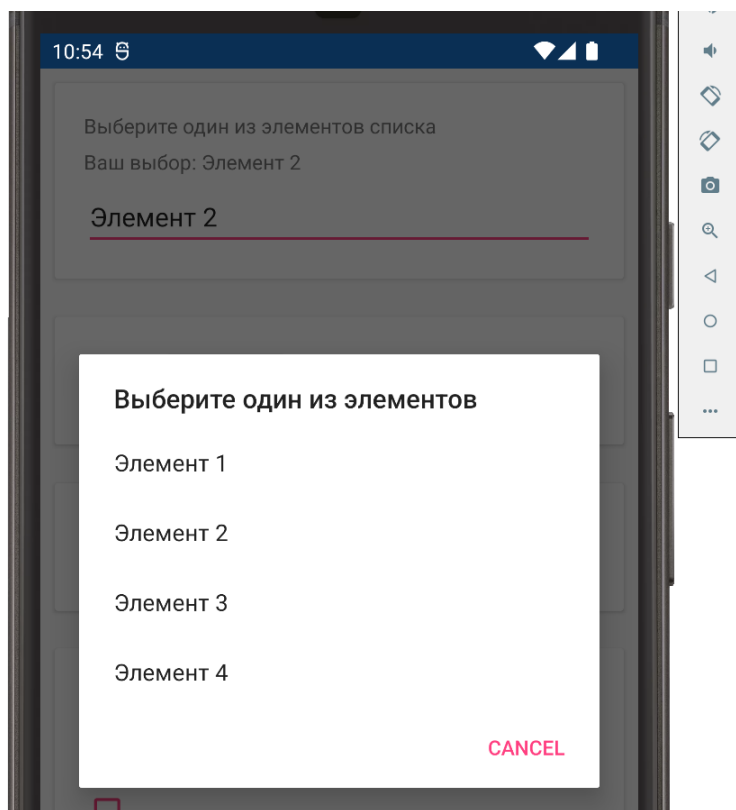 10:54
Выберите один из элементов списка
Ваш выбор: Элемент 2
Элемент 2
Выберите один из элементов
Элемент 1
Элемент 2
Элемент 3
Элемент 4
CANCEL